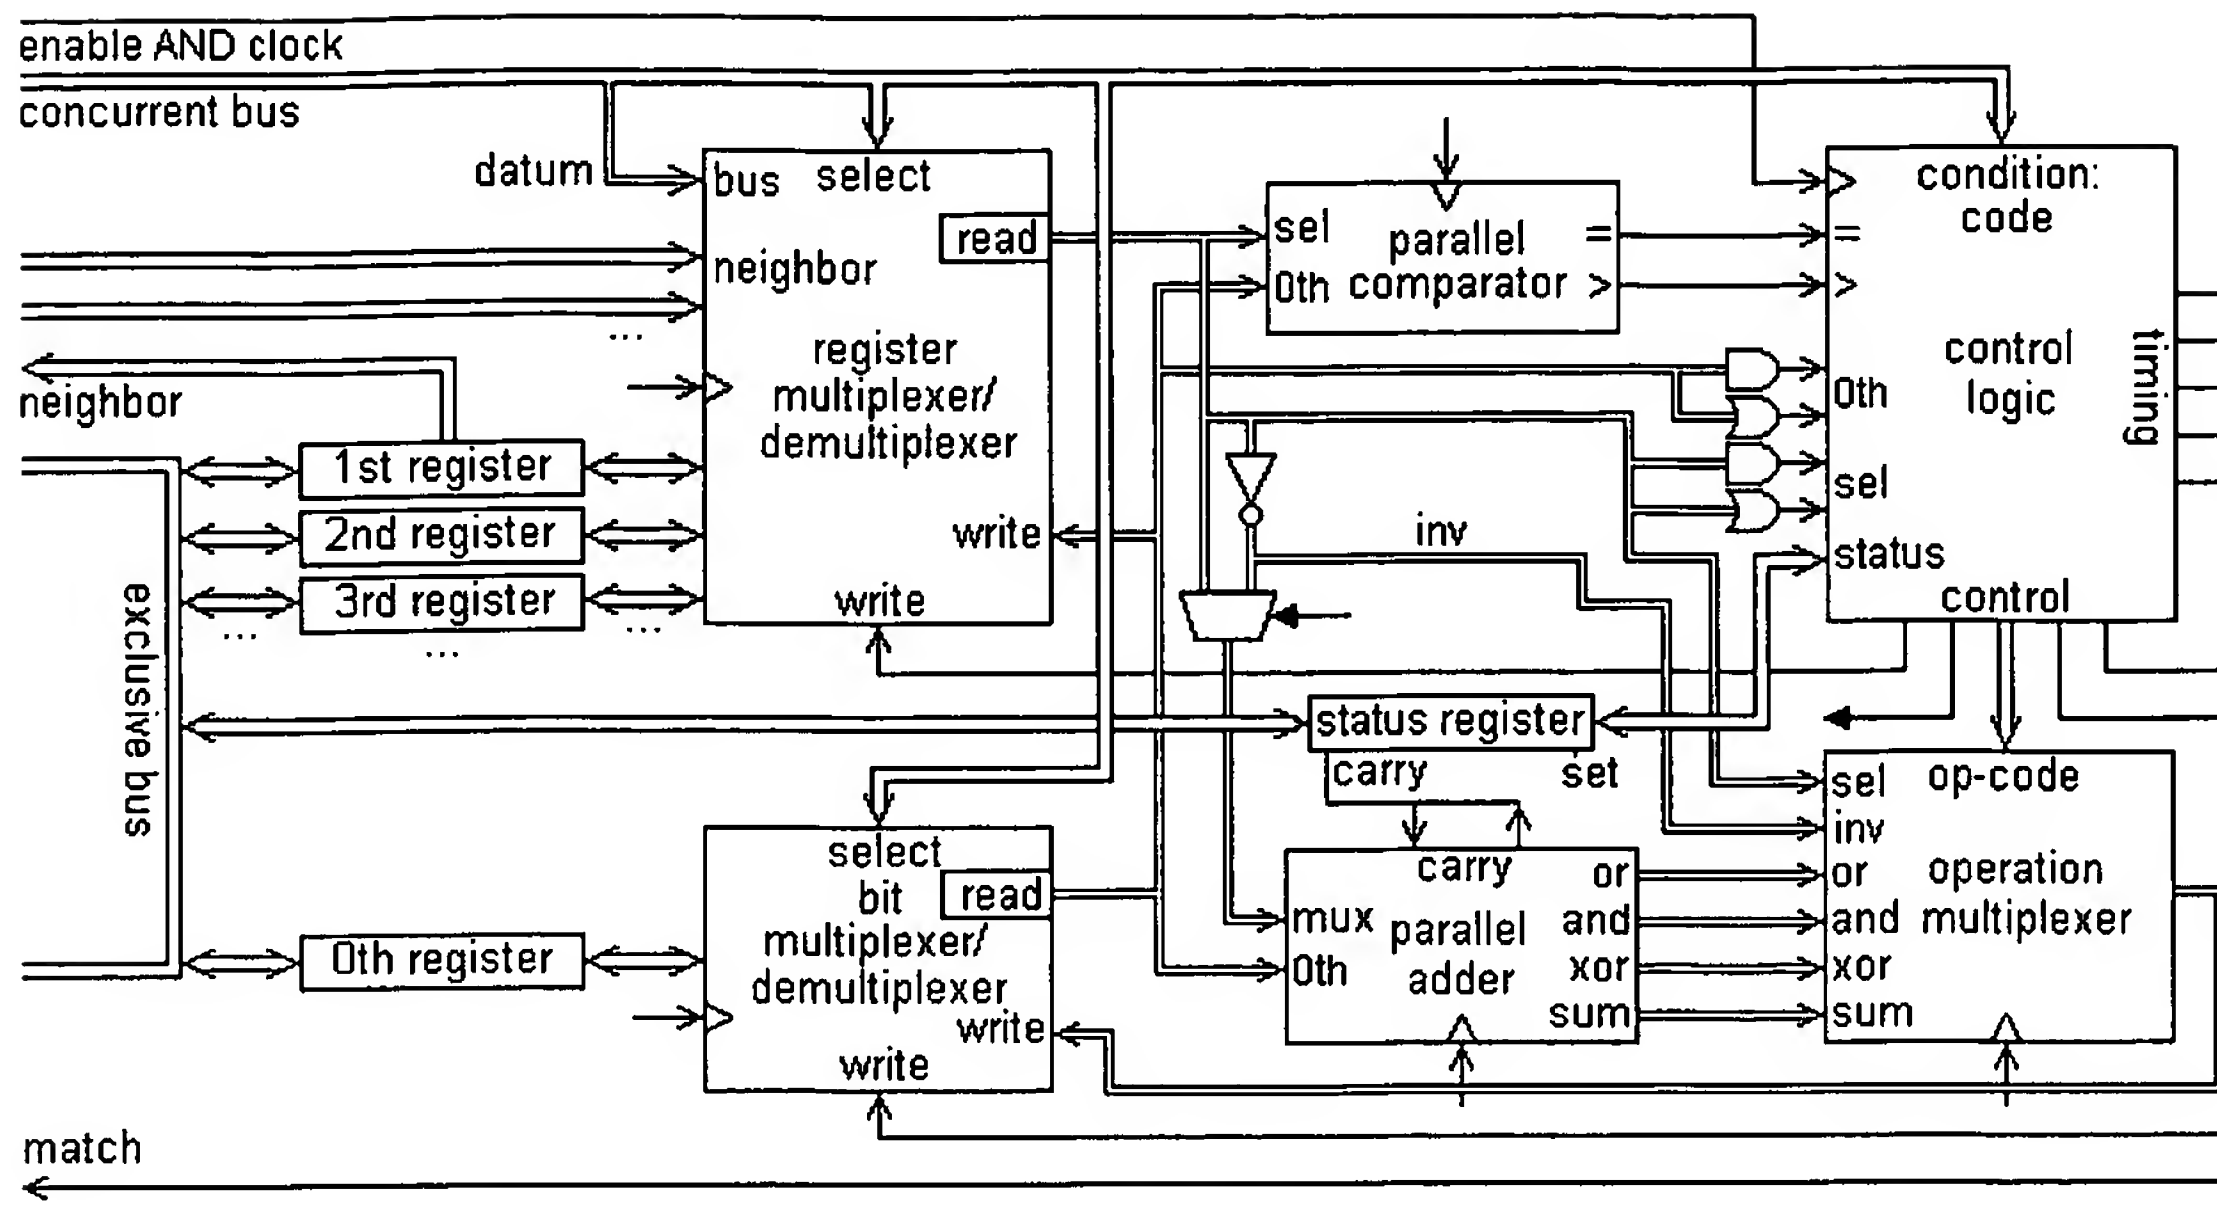 enable AND clock
concurrent bus
datum
bus
select
read
neighbor
...
register
multiplexer/
demultiplexer
write
write
neighbor
1st register
2nd register
3rd register
...
...
...
exclusive bus
0th register
select
bit
multiplexer/
demultiplexer
read
write
write
sel
0th
parallel
comparator
=
>
inv
condition:
code
=
>
control
logic
timing
0th
sel
status
control
status register
carry
set
carry
mux
0th
parallel
adder
or
and
xor
sum
sel
inv
or
and
xor
sum
op-code
operation
multiplexer
match